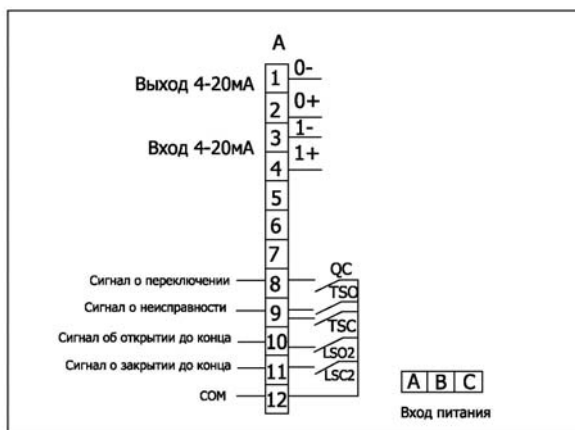 A
Выход 4-20мА
1 0-
2 0+
Вход 4-20мА
3 1-
4 1+
5
6
7
Сигнал о переключении 8 QC
Сигнал о неисправности 9 TSO
TSC
Сигнал об открытии до конца 10 LSO2
Сигнал о закрытии до конца 11 LSC2
COM 12
A B C
Вход питания